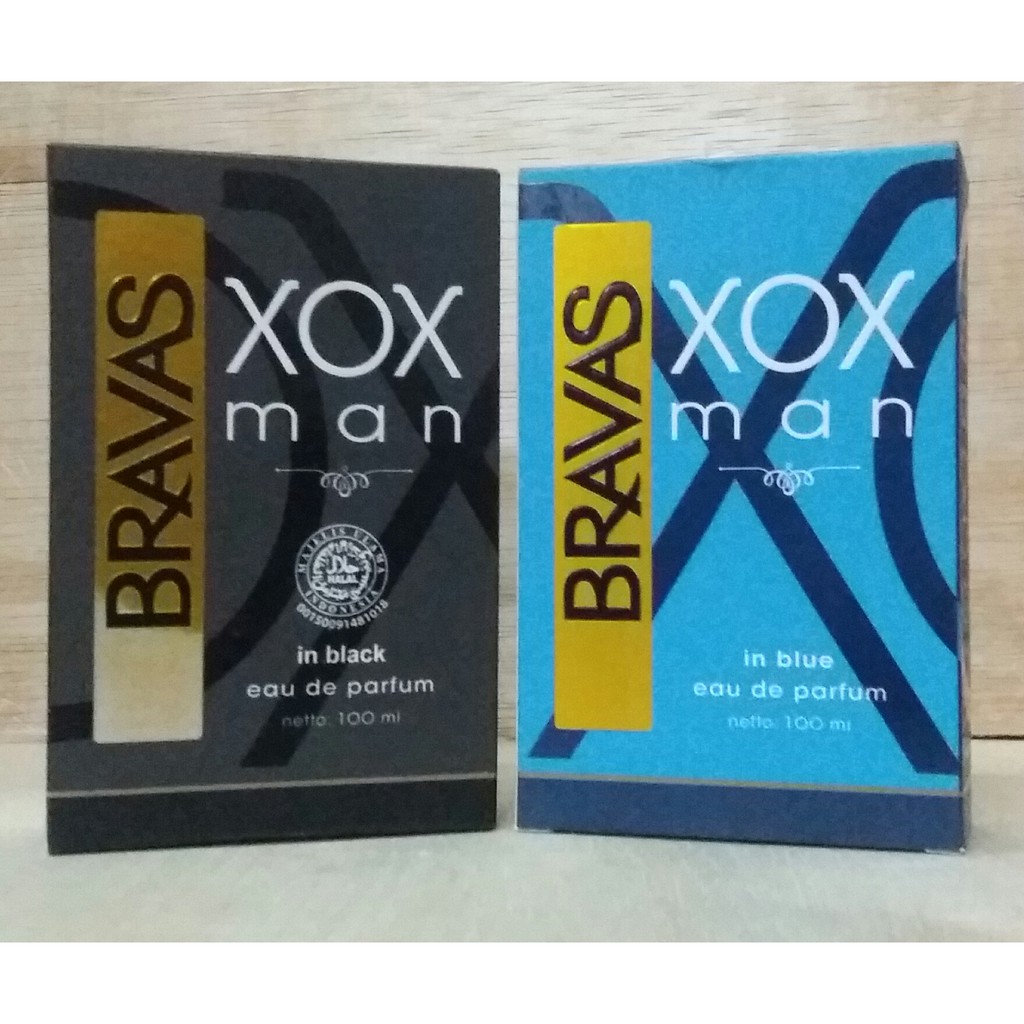 BRAVAS
XOX
man
MAJELIS ULAMA
حلال
HALAL
INDONESIA
00150091481018
in black
eau de parfum
netto: 100 ml
BRAVAS
XOX
man
in blue
eau de parfum
netto: 100 ml